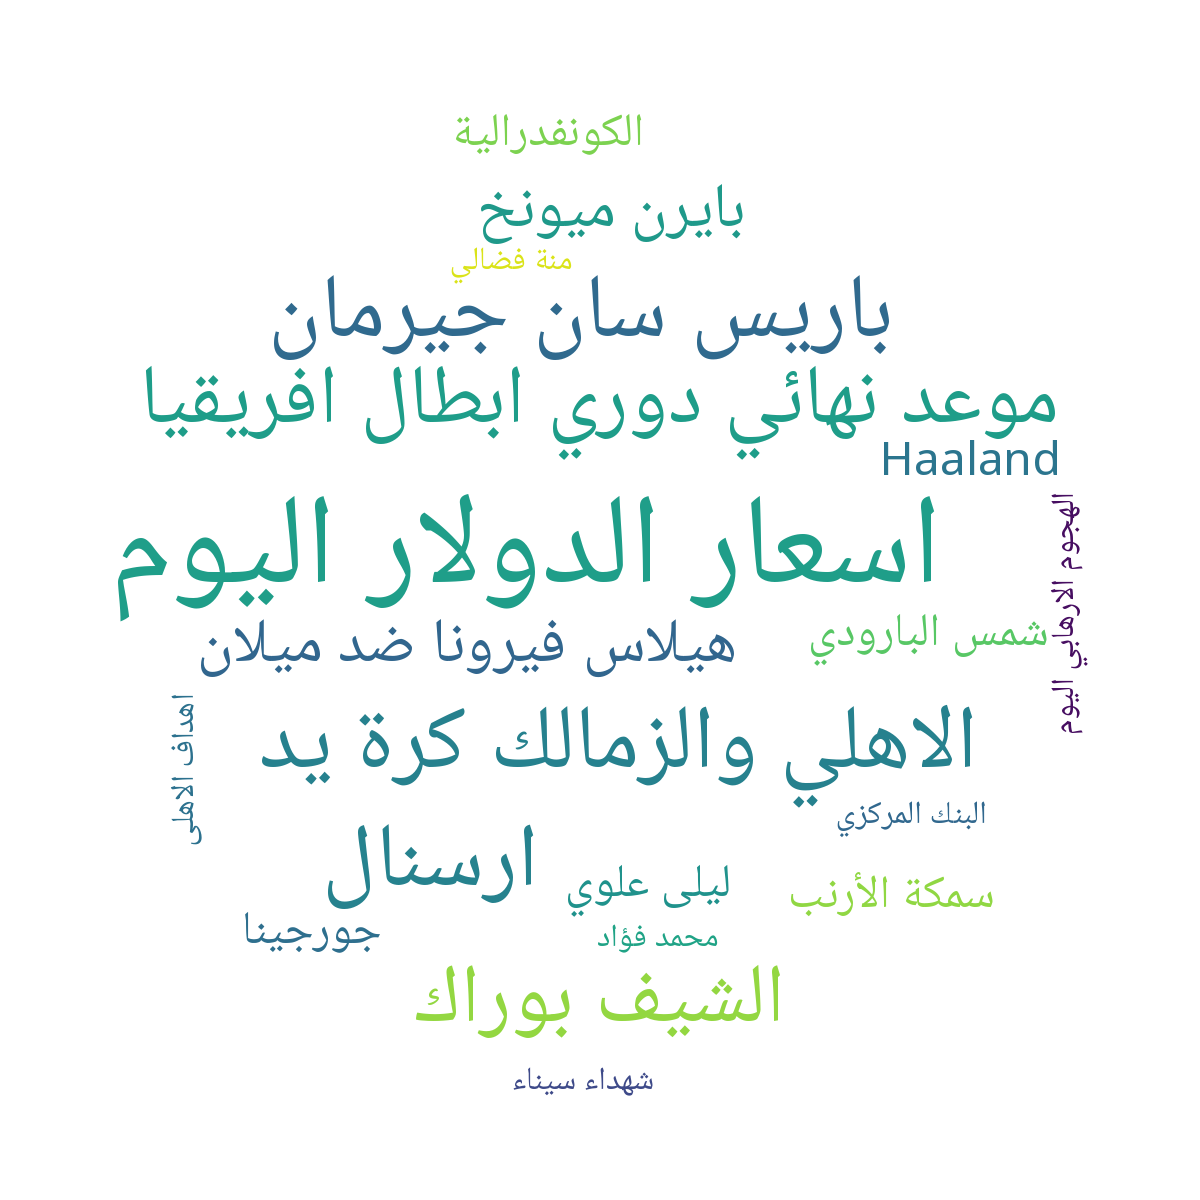 الكونفدرالية
بايرن ميونخ
منة فضالي
باريس سان جيرمان
موعد نهائي دوري ابطال افريقيا
Haaland
اسعار الدولار اليوم
الهجوم الارهابي اليوم
هيلاس فيرونا ضد ميلان
شمس البارودي
الاهلي والزمالك كرة يد
اهداف الاهلى
البنك المركزي
ارسنال
ليلى علوي
سمكة الأرنب
جورجينا
محمد فؤاد
الشيف بوراك
شهداء سيناء